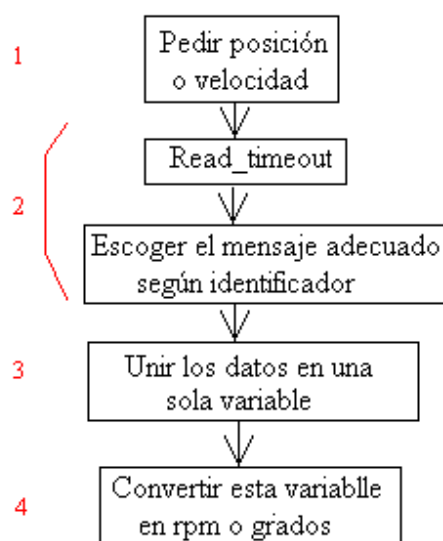 1
Pedir posición
o velocidad
Read_timeout
2
Escoger el mensaje adecuado
según identificador
3
Unir los datos en una
sola variable
4
Convertir esta variablle
en rpm o grados